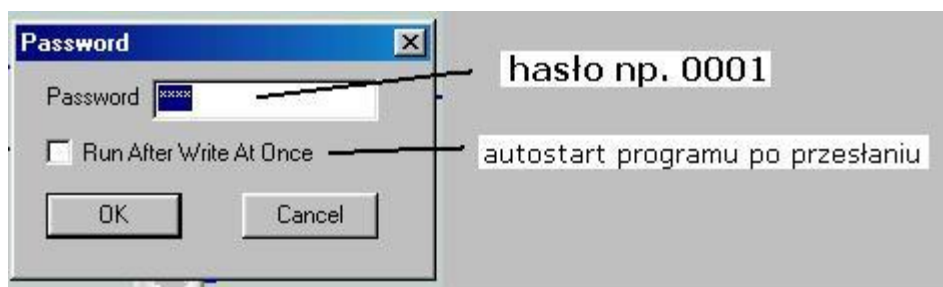 Password
hasło np. 0001
Password ****
Run After Write At Once
autostart programu po przesłaniu
OK Cancel